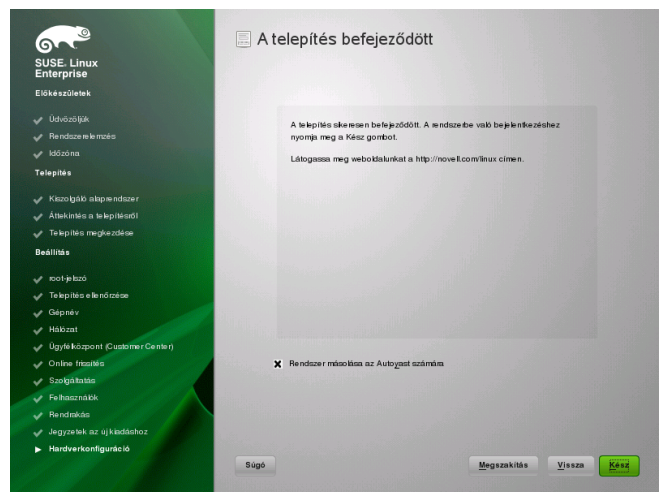 SUSE. Linux
Enterprise
Előkészületek
Üdvözöljük
Rendszerelemzés
Időzóna
Telepítés
Kiszolgáló alaprendszer
Áttekintés a telepítésről
Telepítés megkezdése
Beállítás
root-jelszó
Telepítés ellenőrzése
Gépnév
Hálózat
Ügyfélközpont (Customer Center)
Online frissítés
Szolgáltatás
Felhasználók
Rendrakás
Jegyzetek az új kiadáshoz
Hardverkonfiguráció
A telepítés befejeződött
A telepítés sikeresen befejeződött. A rendszerbe való bejelentkezéshez
nyomja meg a Kész gombot.
Látogassa meg weboldalunkat a http://novell.com/linux címen.
Rendszer másolása az Autoyast számára
Súgó
Megszakítás
Vissza
Kész